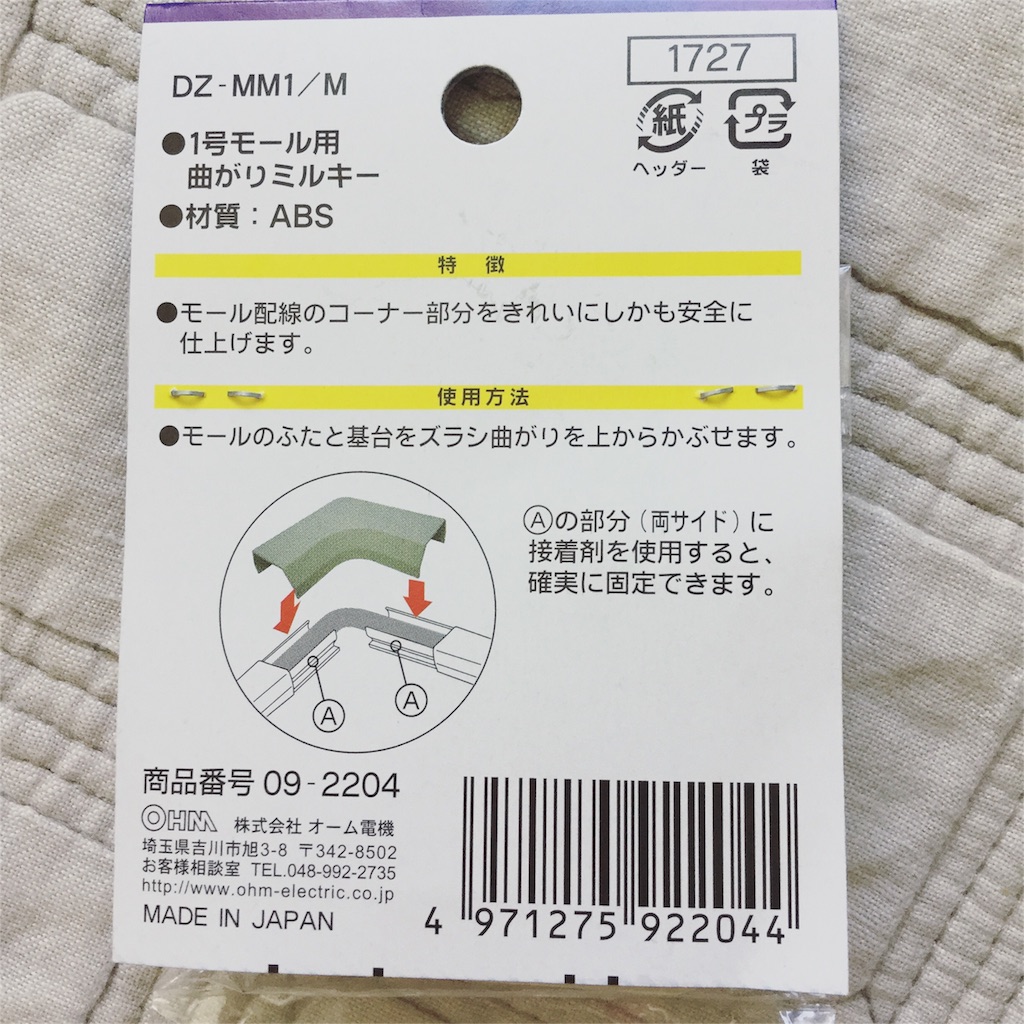 DZ-MM1/M
1727
紙
ヘッダー
プラ
袋
●1号モール用
曲がりミルキー
●材質：ABS
特 徴
●モール配線のコーナー部分をきれいにしかも安全に
仕上げます。
使用方法
●モールのふたと基台をズラシ曲がりを上からかぶせます。
Ⓐの部分（両サイド）に
接着剤を使用すると、
確実に固定できます。
Ⓐ
Ⓐ
商品番号 09-2204
OHM 株式会社 オーム電機
埼玉県吉川市旭3-8 〒342-8502
お客様相談室 TEL.048-992-2735
http://www.ohm-electric.co.jp
MADE IN JAPAN
4 971275 922044